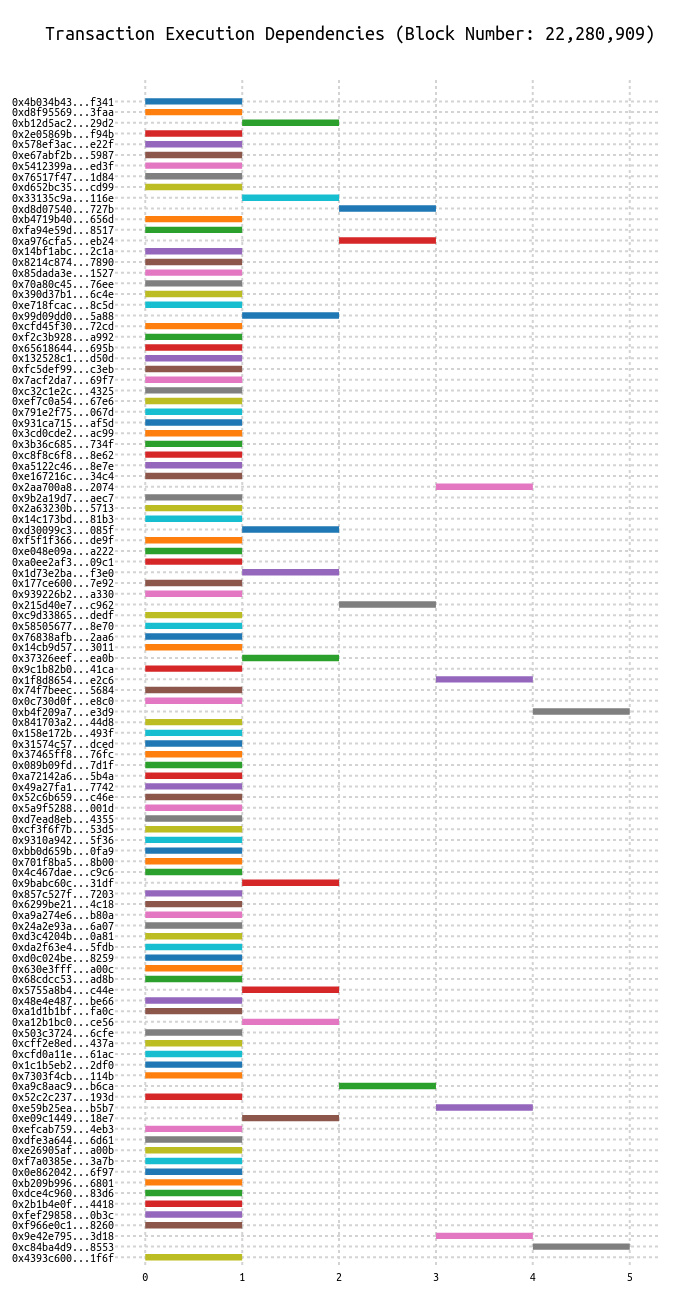 Transaction Execution Dependencies (Block Number: 22,280,909)
0x4b034b43...f341
0xd8f95569...3faa
0xb12d5ac2...29d2
0x2e05869b...f94b
0x578ef3ac...e22f
0xe67abf2b...5987
0x5412399a...ed3f
0x76517f47...1d84
0xd652bc35...cd99
0x33135c9a...116e
0xd8d07540...727b
0xb4719b40...656d
0xfa94e59d...8517
0xa976cfa5...eb24
0x14bf1abc...2c1a
0x8214c874...7890
0x85dada3e...1527
0x70a80c45...76ee
0x390d37b1...6c4e
0xe718fcac...8c5d
0x99d09dd0...5a88
0xcfd45f30...72cd
0xf2c3b928...a992
0x65618644...695b
0x132528c1...d50d
0xfc5def99...c3eb
0x7acf2da7...69f7
0xc32c1e2c...4325
0xef7c0a54...67e6
0x791e2f75...067d
0x931ca715...af5d
0x3cd0cde2...ac99
0x3b36c685...734f
0xc8f8c6f8...8e62
0xa5122c46...8e7e
0xe167216c...34c4
0x2aa700a8...2074
0x9b2a19d7...aec7
0x2a63230b...5713
0x14c173bd...81b3
0xd30099c3...085f
0xf5f1f366...de9f
0xe048e09a...a222
0xa0ee2af3...09c1
0x1d73e2ba...f3e0
0x177ce600...7e92
0x939226b2...a330
0x215d40e7...c962
0xc9d33865...dedf
0x58505677...8e70
0x76838afb...2aa6
0x14cb9d57...3011
0x37326eef...ea0b
0x9c1b82b0...41ca
0x1f8d8654...e2c6
0x74f7beec...5684
0x0c730d0f...e8c0
0xb4f209a7...e3d9
0x841703a2...44d8
0x158e172b...493f
0x31574c57...dced
0x37465ff8...76fc
0x089b09fd...7d1f
0xa72142a6...5b4a
0x49a27fa1...7742
0x52c6b659...c46e
0x5a9f5288...001d
0xd7ead8eb...4355
0xcf3f6f7b...53d5
0x9310a942...5f36
0xbb0d659b...0fa9
0x701f8ba5...8b00
0x4c467dae...c9c6
0x9babc60c...31df
0x857c527f...7203
0x6299be21...4c18
0xa9a274e6...b80a
0x24a2e93a...6a07
0xd3c4204b...0a81
0xda2f63e4...5fdb
0xd0c024be...8259
0x630e3fff...a00c
0x68cdcc53...ad8b
0x5755a8b4...c44e
0x48e4e487...be66
0xa1d1b1bf...fa0c
0xa12b1bc0...ce56
0x503c3724...6cfe
0xcff2e8ed...437a
0xcfd0a11e...61ac
0x1c1b5eb2...2df0
0x7303f4cb...114b
0xa9c8aac9...b6ca
0x52c2c237...193d
0xe59b25ea...b5b7
0xe09c1449...18e7
0xefcab759...4eb3
0xdfe3a644...6d61
0xe26905af...a00b
0xf7a0385e...3a7b
0x0e862042...6f97
0xb209b996...6801
0xdce4c960...83d6
0x2b1b4e0f...4418
0xfef29858...0b3c
0xf966e0c1...8260
0x9e42e795...3d18
0xc84ba4d9...8553
0x4393c600...1f6f
0 1 2 3 4 5